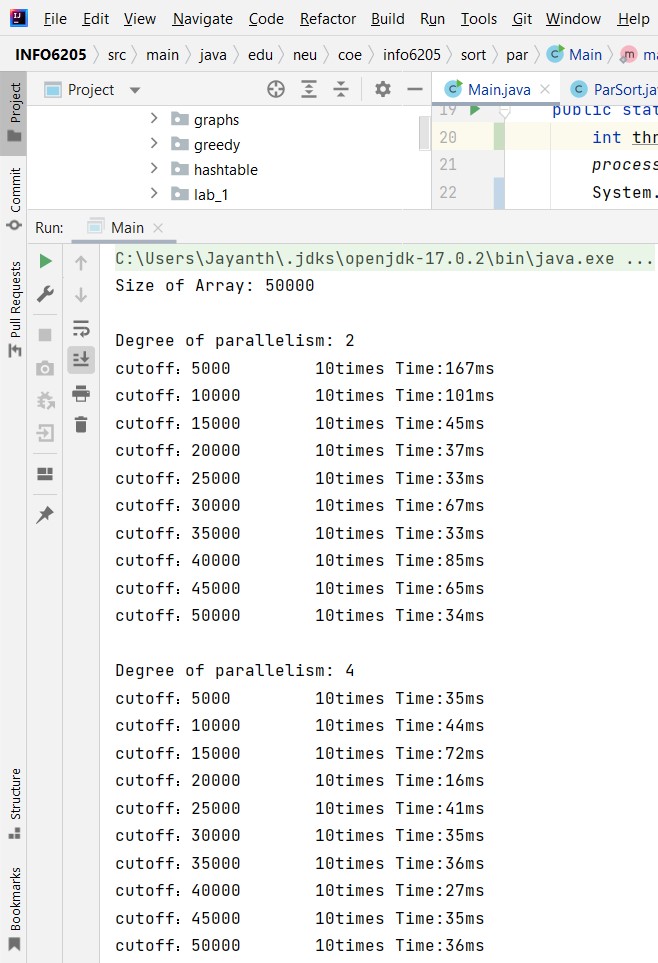 File Edit View Navigate Code Refactor Build Run Tools Git Window Help
INFO6205 src main java edu neu coe info6205 sort par Main
Project
Commit
Pull Requests
Structure
Bookmarks
Project
graphs
greedy
hashtable
lab_1
Main.java ParSort.ja
19 public stat
20 int thr
21 process
22 System.
Run: Main
C:\Users\Jayanth\.jdks\openjdk-17.0.2\bin\java.exe ...
Size of Array: 50000
Degree of parallelism: 2
cutoff: 5000 10times Time:167ms
cutoff: 10000 10times Time:101ms
cutoff: 15000 10times Time:45ms
cutoff: 20000 10times Time:37ms
cutoff: 25000 10times Time:33ms
cutoff: 30000 10times Time:67ms
cutoff: 35000 10times Time:33ms
cutoff: 40000 10times Time:85ms
cutoff: 45000 10times Time:65ms
cutoff: 50000 10times Time:34ms
Degree of parallelism: 4
cutoff: 5000 10times Time:35ms
cutoff: 10000 10times Time:44ms
cutoff: 15000 10times Time:72ms
cutoff: 20000 10times Time:16ms
cutoff: 25000 10times Time:41ms
cutoff: 30000 10times Time:35ms
cutoff: 35000 10times Time:36ms
cutoff: 40000 10times Time:27ms
cutoff: 45000 10times Time:35ms
cutoff: 50000 10times Time:36ms